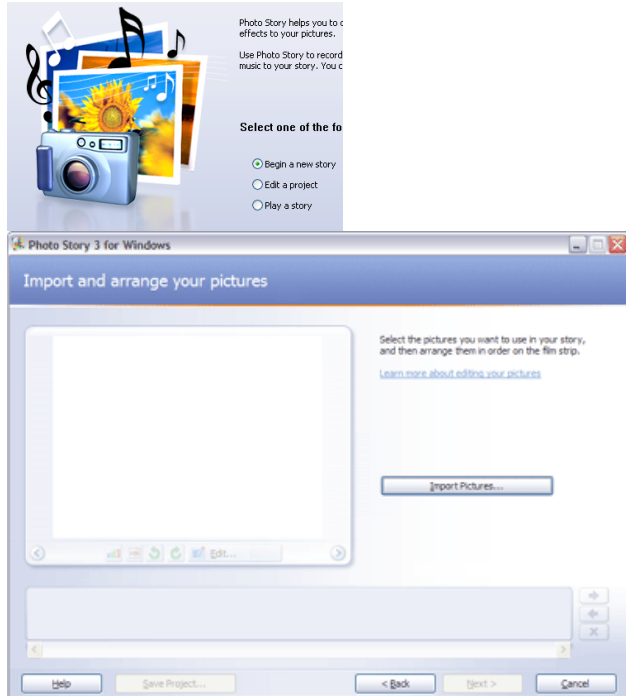 Photo Story helps you to
effects to your pictures.
Use Photo Story to record
music to your story. You c
Select one of the fo
Begin a new story
Edit a project
Play a story
Photo Story 3 for Windows
Import and arrange your pictures
Select the pictures you want to use in your story,
and then arrange them in order on the film strip.
Learn more about editing your pictures
Import Pictures...
Edit...
Help
Save Project...
< Back
Next >
Cancel